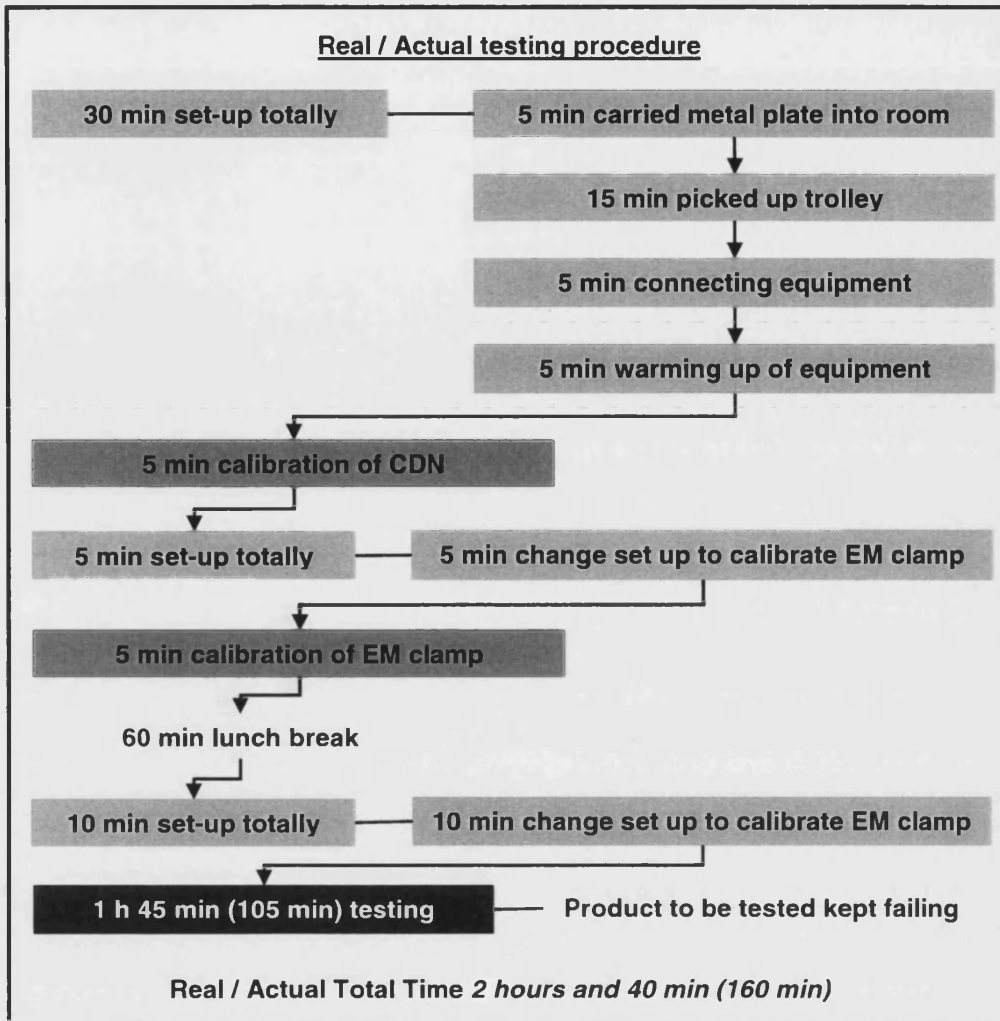 Real / Actual testing procedure
30 min set-up totally
5 min carried metal plate into room
15 min picked up trolley
5 min connecting equipment
5 min warming up of equipment
5 min calibration of CDN
5 min set-up totally
5 min change set up to calibrate EM clamp
5 min calibration of EM clamp
60 min lunch break
10 min set-up totally
10 min change set up to calibrate EM clamp
1 h 45 min (105 min) testing
Product to be tested kept failing
Real / Actual Total Time 2 hours and 40 min (160 min)